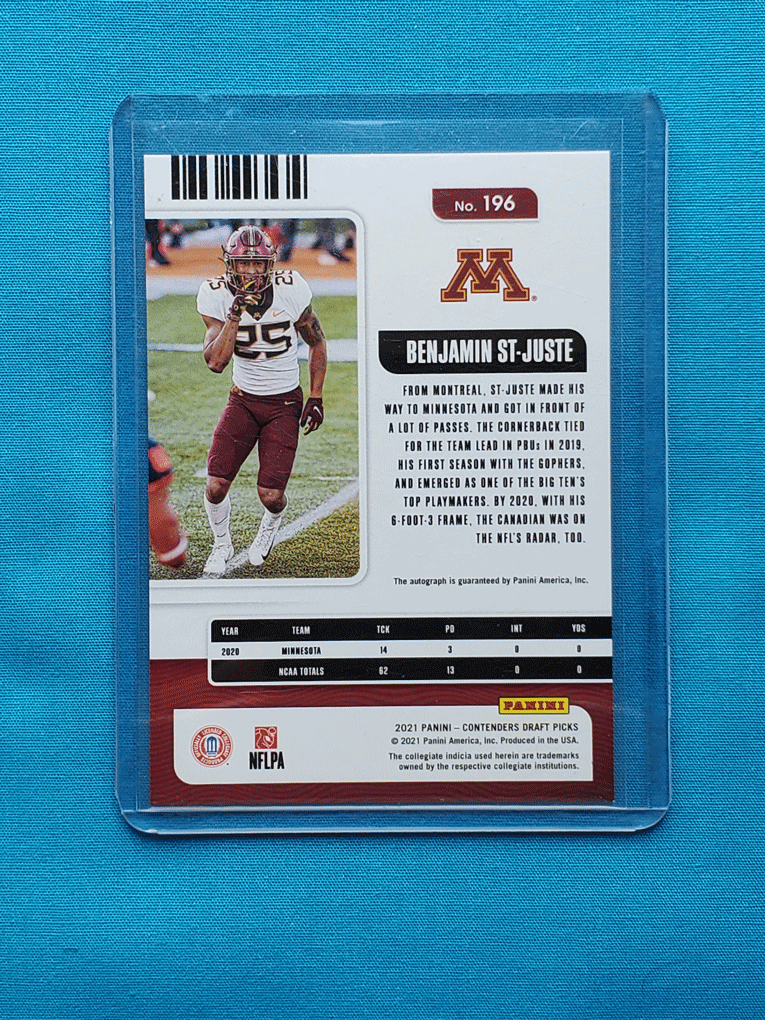 No. 196
M
BENJAMIN ST-JUSTE
25
25
FROM MONTREAL, ST-JUSTE MADE HIS
WAY TO MINNESOTA AND GOT IN FRONT OF
A LOT OF PASSES. THE CORNERBACK TIED
FOR THE TEAM LEAD IN PBUs IN 2019,
HIS FIRST SEASON WITH THE GOPHERS,
AND EMERGED AS ONE OF THE BIG TEN'S
TOP PLAYMAKERS. BY 2020, WITH HIS
6-FOOT-3 FRAME, THE CANADIAN WAS ON
THE NFL'S RADAR, TOO.
The autograph is guaranteed by Panini America, Inc.
YEAR TEAM TCK PD INT YDS
2020 MINNESOTA 14 3 0 0
NCAA TOTALS 62 13 0 0
PANINI
2021 PANINI – CONTENDERS DRAFT PICKS
© 2021 Panini America, Inc. Produced in the USA.
The collegiate indicia used herein are trademarks
owned by the respective collegiate institutions.
OFFICIALLY LICENSED COLLEGIATE PRODUCTS
NFLPA